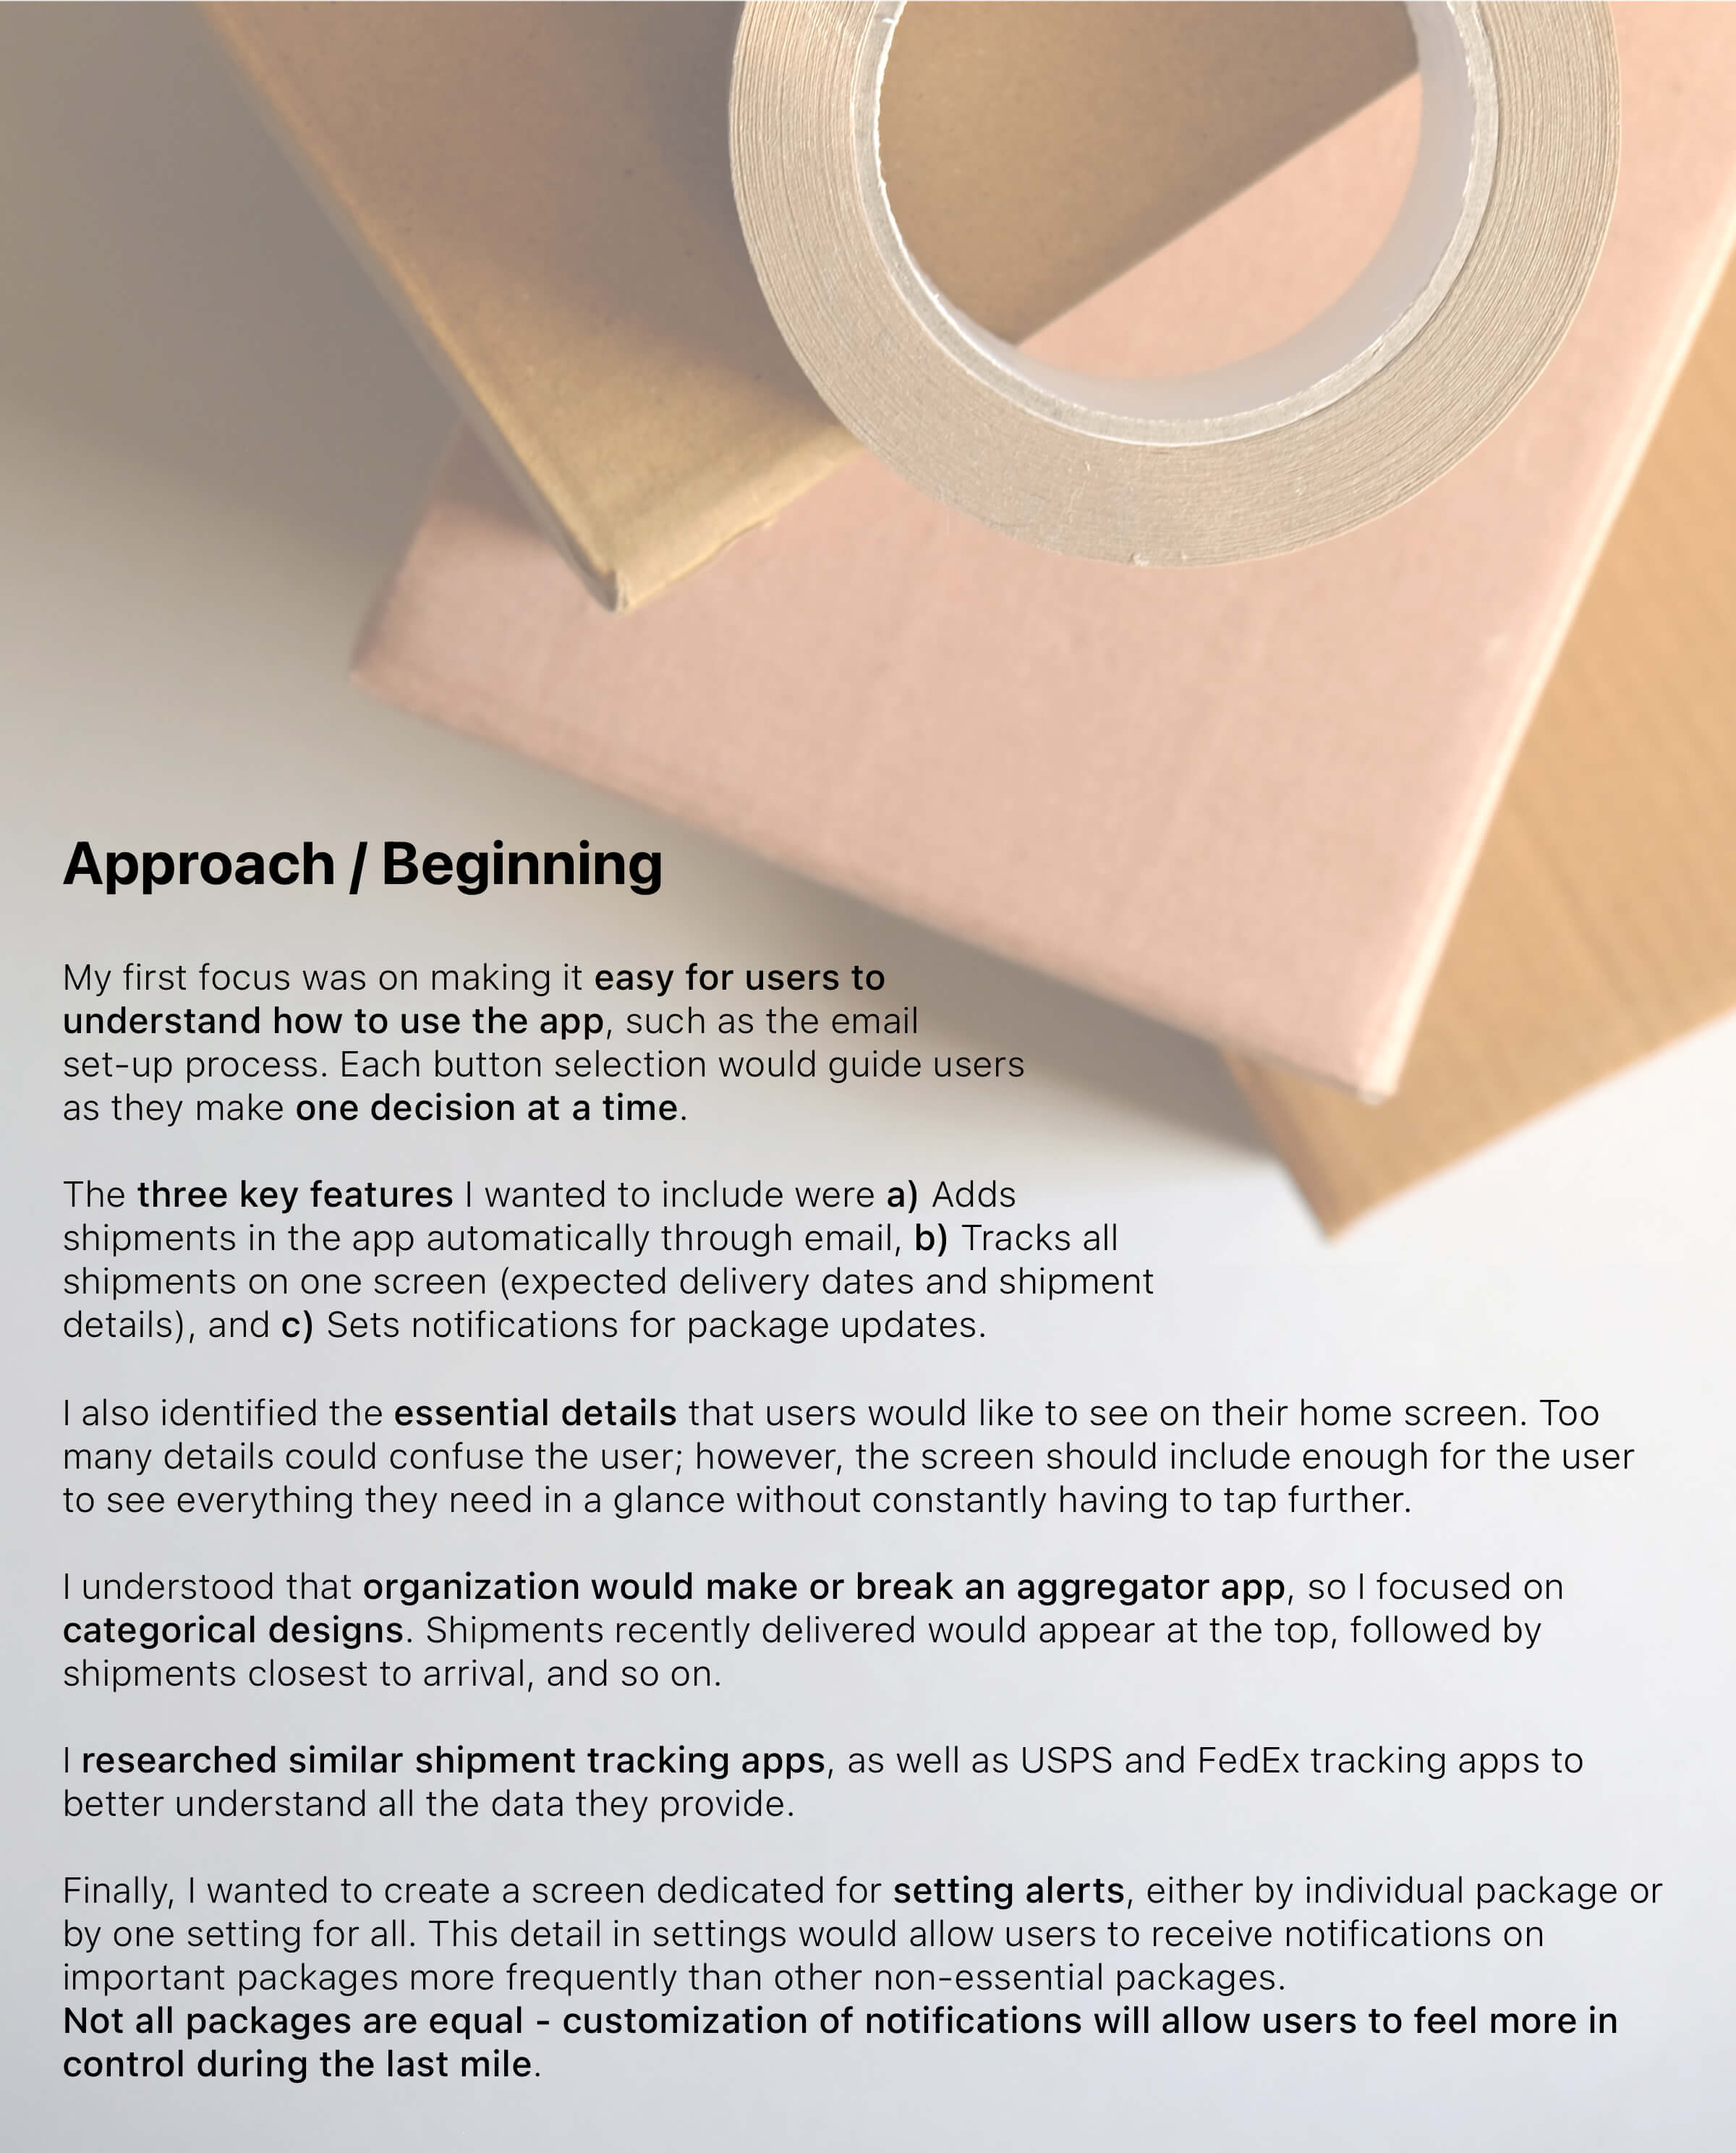 Approach / Beginning
My first focus was on making it easy for users to
understand how to use the app, such as the email
set-up process. Each button selection would guide users
as they make one decision at a time.
The three key features I wanted to include were a) Adds
shipments in the app automatically through email, b) Tracks all
shipments on one screen (expected delivery dates and shipment
details), and c) Sets notifications for package updates.
I also identified the essential details that users would like to see on their home screen. Too
many details could confuse the user; however, the screen should include enough for the user
to see everything they need in a glance without constantly having to tap further.
I understood that organization would make or break an aggregator app, so I focused on
categorical designs. Shipments recently delivered would appear at the top, followed by
shipments closest to arrival, and so on.
I researched similar shipment tracking apps, as well as USPS and FedEx tracking apps to
better understand all the data they provide.
Finally, I wanted to create a screen dedicated for setting alerts, either by individual package or
by one setting for all. This detail in settings would allow users to receive notifications on
important packages more frequently than other non-essential packages.
Not all packages are equal - customization of notifications will allow users to feel more in
control during the last mile.